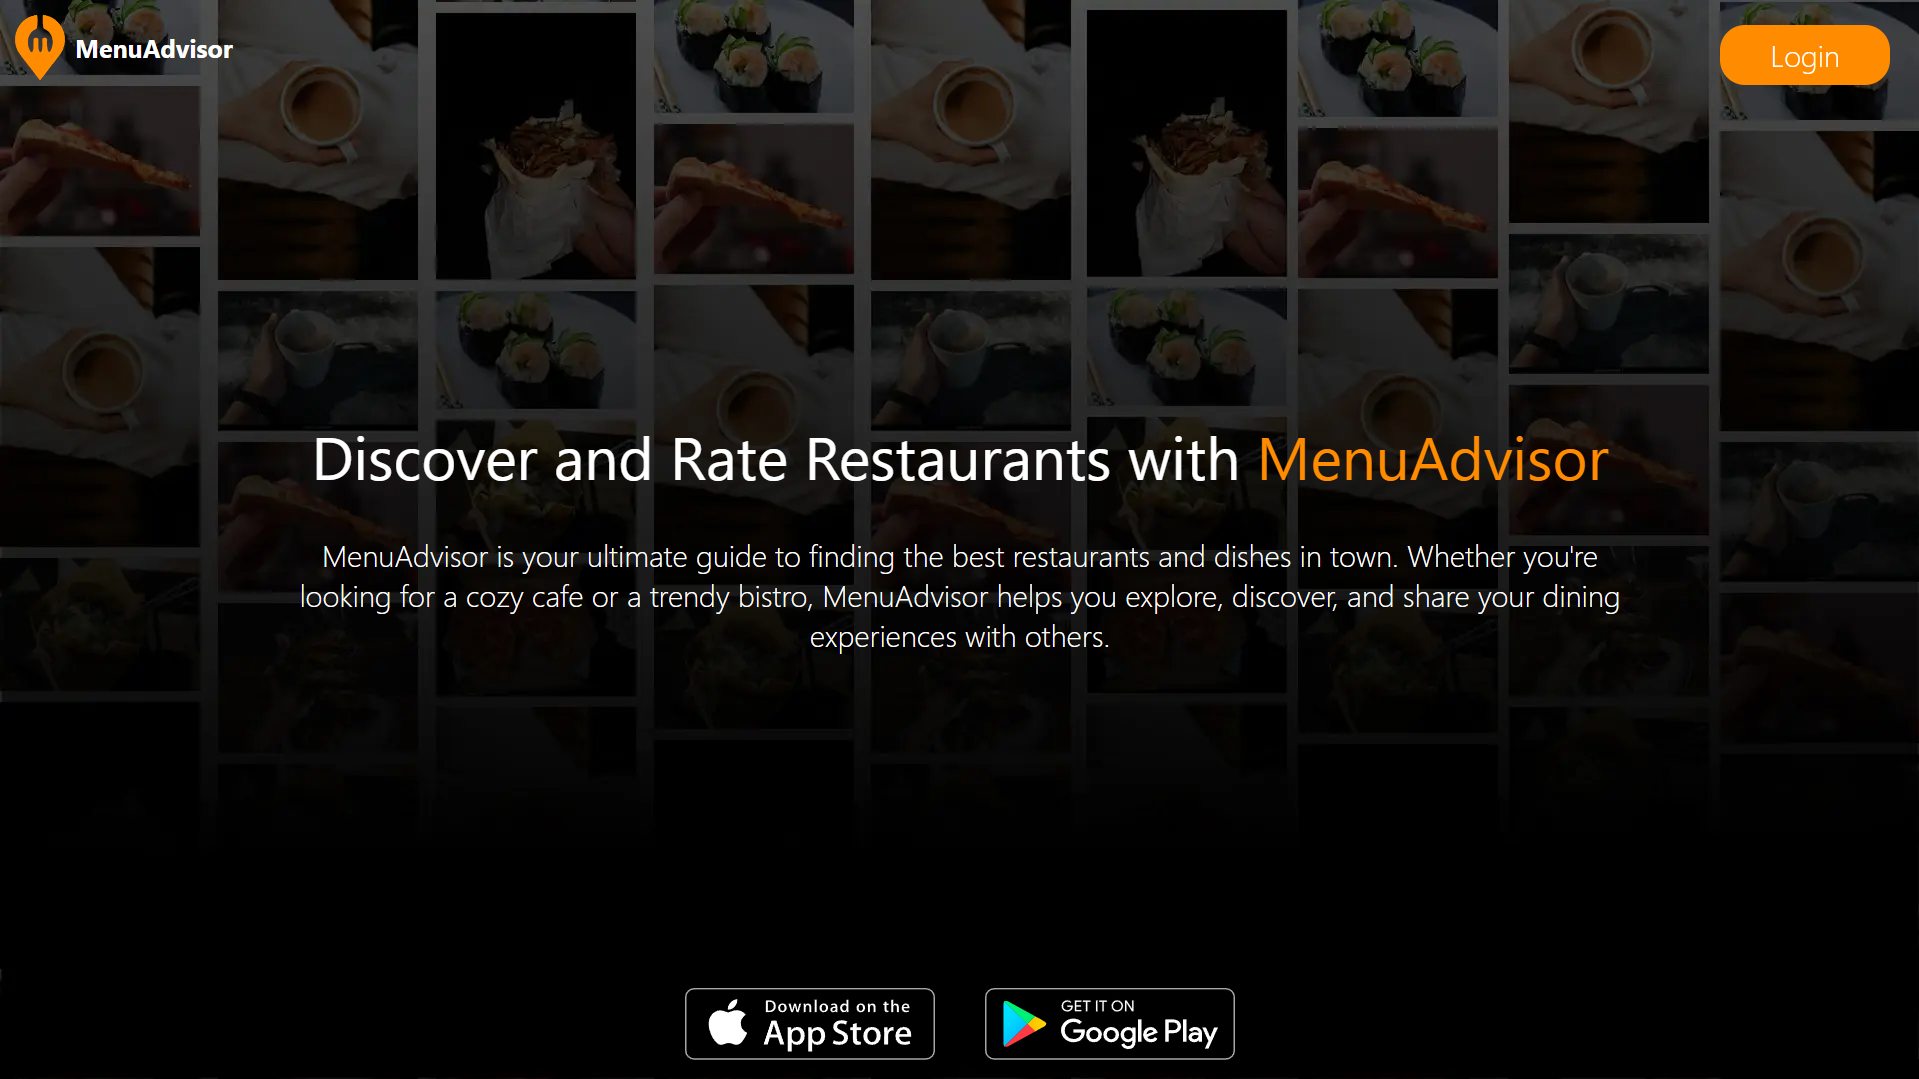 MenuAdvisor
Login
Discover and Rate Restaurants with MenuAdvisor
MenuAdvisor is your ultimate guide to finding the best restaurants and dishes in town. Whether you're
looking for a cozy cafe or a trendy bistro, MenuAdvisor helps you explore, discover, and share your dining
experiences with others.
Download on the
App Store
GET IT ON
Google Play